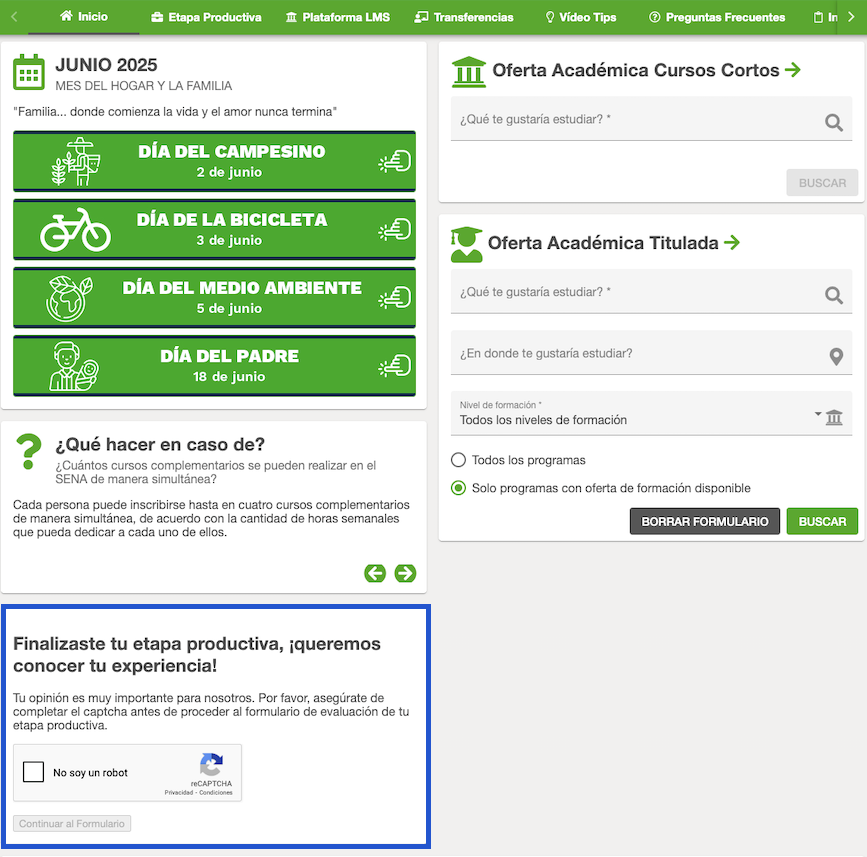 Inicio
Etapa Productiva
Plataforma LMS
Transferencias
Vídeo Tips
Preguntas Frecuentes
JUNIO 2025
MES DEL HOGAR Y LA FAMILIA
"Familia... donde comienza la vida y el amor nunca termina"
DÍA DEL CAMPESINO
2 de junio
DÍA DE LA BICICLETA
3 de junio
DÍA DEL MEDIO AMBIENTE
5 de junio
DÍA DEL PADRE
18 de junio
¿Qué hacer en caso de?
¿Cuántos cursos complementarios se pueden realizar en el
SENA de manera simultánea?
Cada persona puede inscribirse hasta en cuatro cursos complementarios
de manera simultánea, de acuerdo con la cantidad de horas semanales
que pueda dedicar a cada uno de ellos.
Finalizaste tu etapa productiva, ¡queremos
conocer tu experiencia!
Tu opinión es muy importante para nosotros. Por favor, asegúrate de
completar el captcha antes de proceder al formulario de evaluación de tu
etapa productiva.
No soy un robot
reCAPTCHA
Privacidad - Condiciones
Continuar al Formulario
Oferta Académica Cursos Cortos
¿Qué te gustaría estudiar? *
BUSCAR
Oferta Académica Titulada
¿Qué te gustaría estudiar? *
¿En donde te gustaría estudiar?
Nivel de formación *
Todos los niveles de formación
Todos los programas
Solo programas con oferta de formación disponible
BORRAR FORMULARIO
BUSCAR